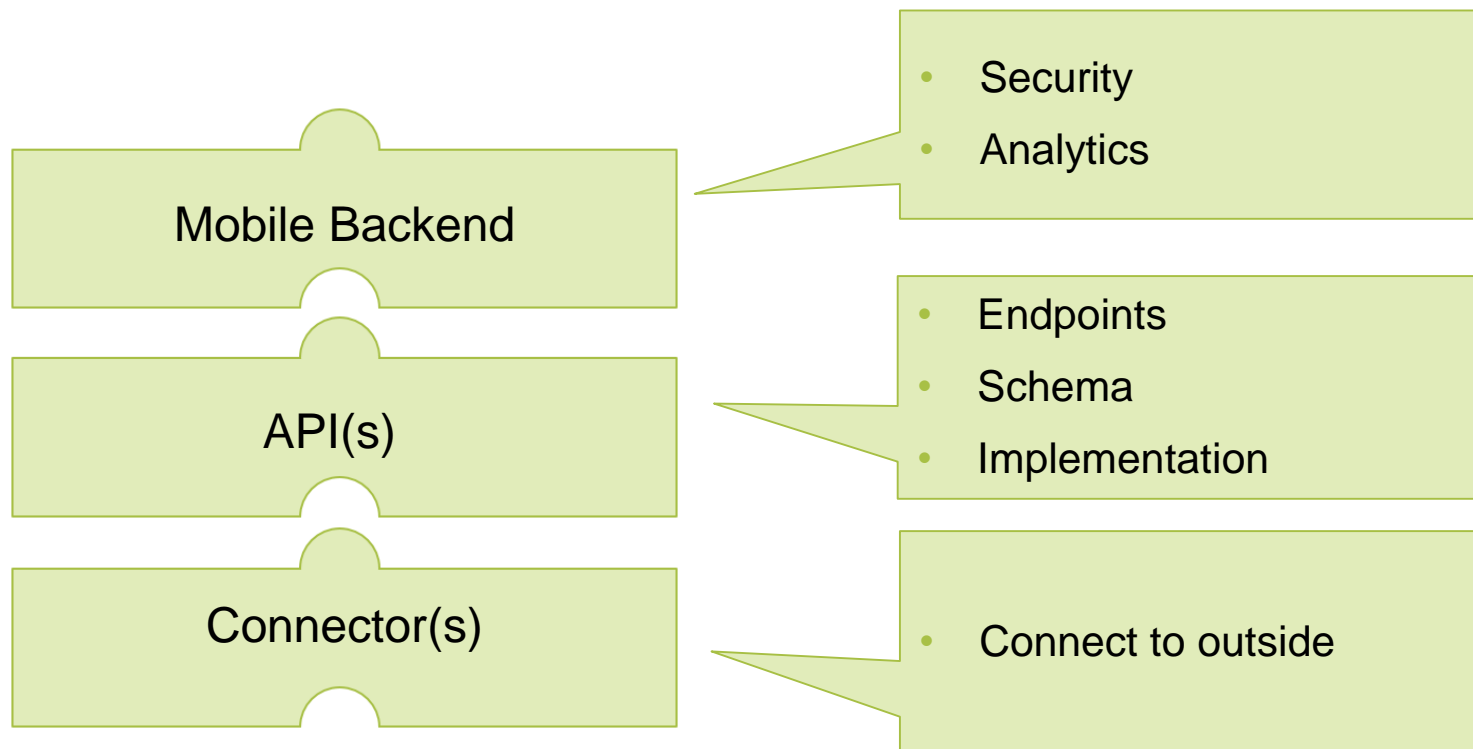 Mobile Backend
• Security
• Analytics
API(s)
• Endpoints
• Schema
• Implementation
Connector(s)
• Connect to outside